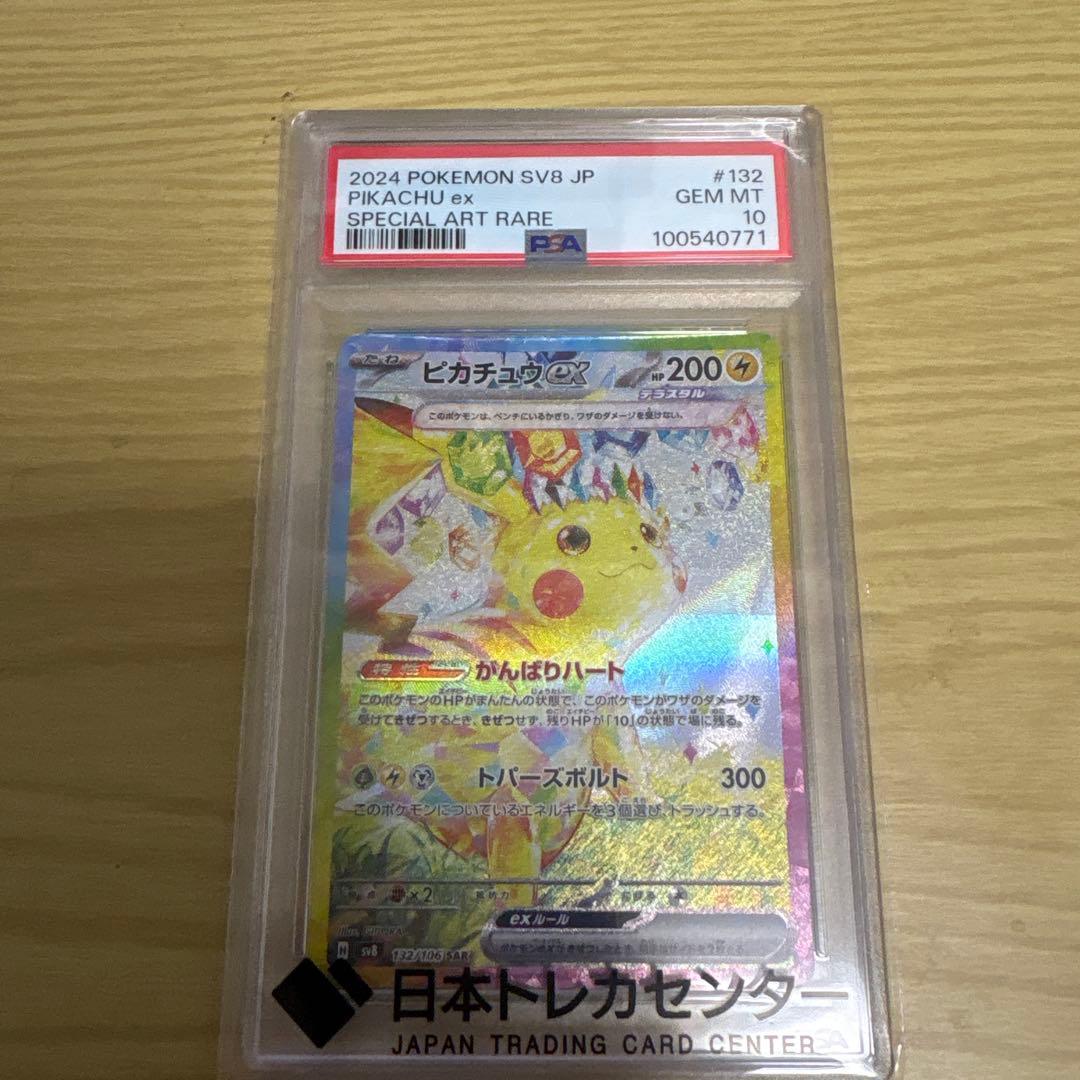 2024 POKEMON SV8 JP #132
PIKACHU ex GEM MT
SPECIAL ART RARE 10
PSA 100540771
たね ピカチュウex HP200
テラスタル
このポケモンは、ベンチにいるかぎり、ワザのダメージを受けない。
特性 がんばりハート
このポケモンのHPがまんたんの状態で、このポケモンがワザのダメージを
受けてきぜつするとき、きぜつせず、残りHPが「10」の状態で場に残る。
トパーズボルト 300
このポケモンについているエネルギーを3個選び、トラッシュする。
×2 抵抗力
exルール
H sv8 132/106 SAR
日本トレカセンター
JAPAN TRADING CARD CENTER